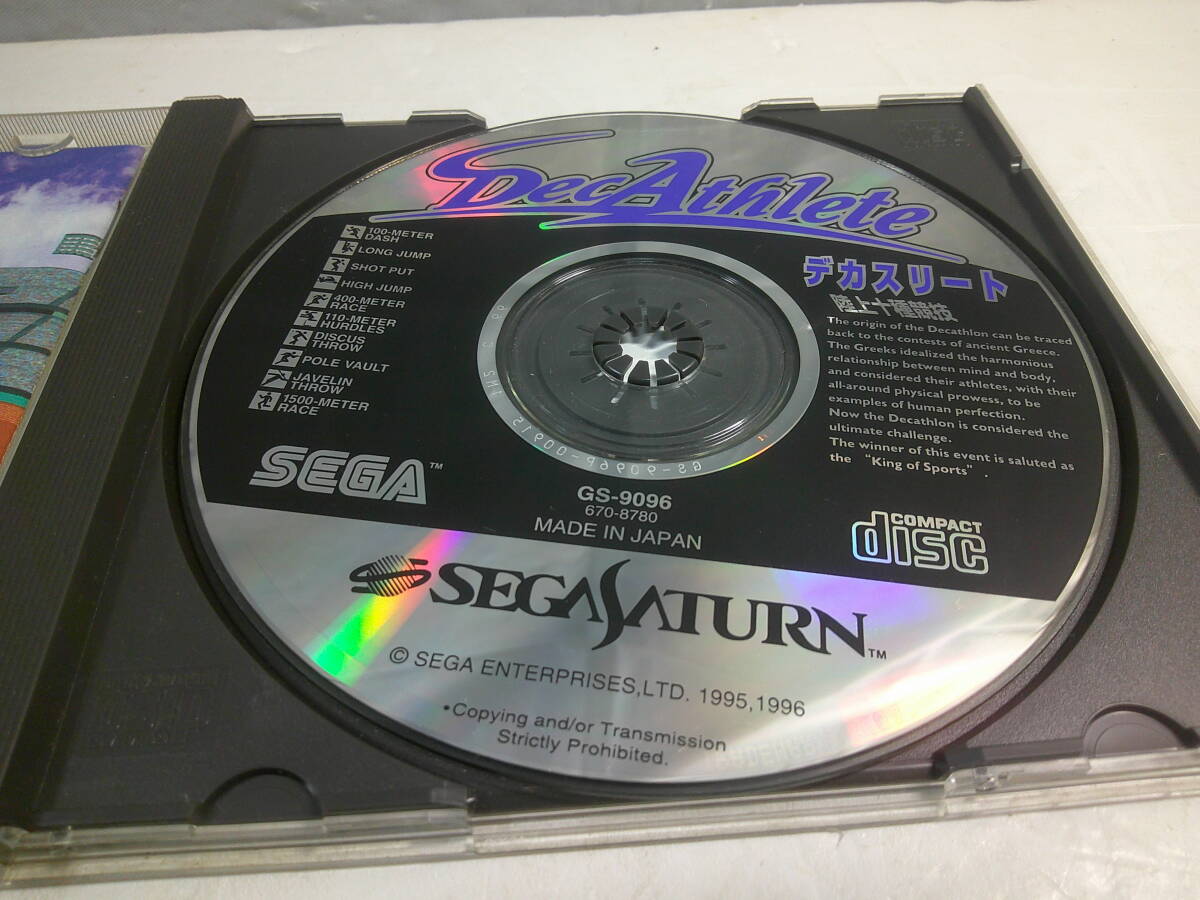 DecAthlete
デカスリート
陸上十種競技
100-METER
DASH
LONG JUMP
SHOT PUT
HIGH JUMP
400-METER
RACE
110-METER
HURDLES
DISCUS
THROW
POLE VAULT
JAVELIN
THROW
1500-METER
RACE
The origin of the Decathlon can be traced
back to the contests of ancient Greece.
The Greeks idealized the harmonious
relationship between mind and body,
and considered their athletes, with their
all-around physical prowess, to be
examples of human perfection.
Now the Decathlon is considered the
ultimate challenge.
The winner of this event is saluted as
the "King of Sports".
SEGA™
GS-9096P-00915
GS-9096
670-8780
MADE IN JAPAN
COMPACT
disc
SEGA SATURN™
© SEGA ENTERPRISES,LTD. 1995,1996
•Copying and/or Transmission
Strictly Prohibited.